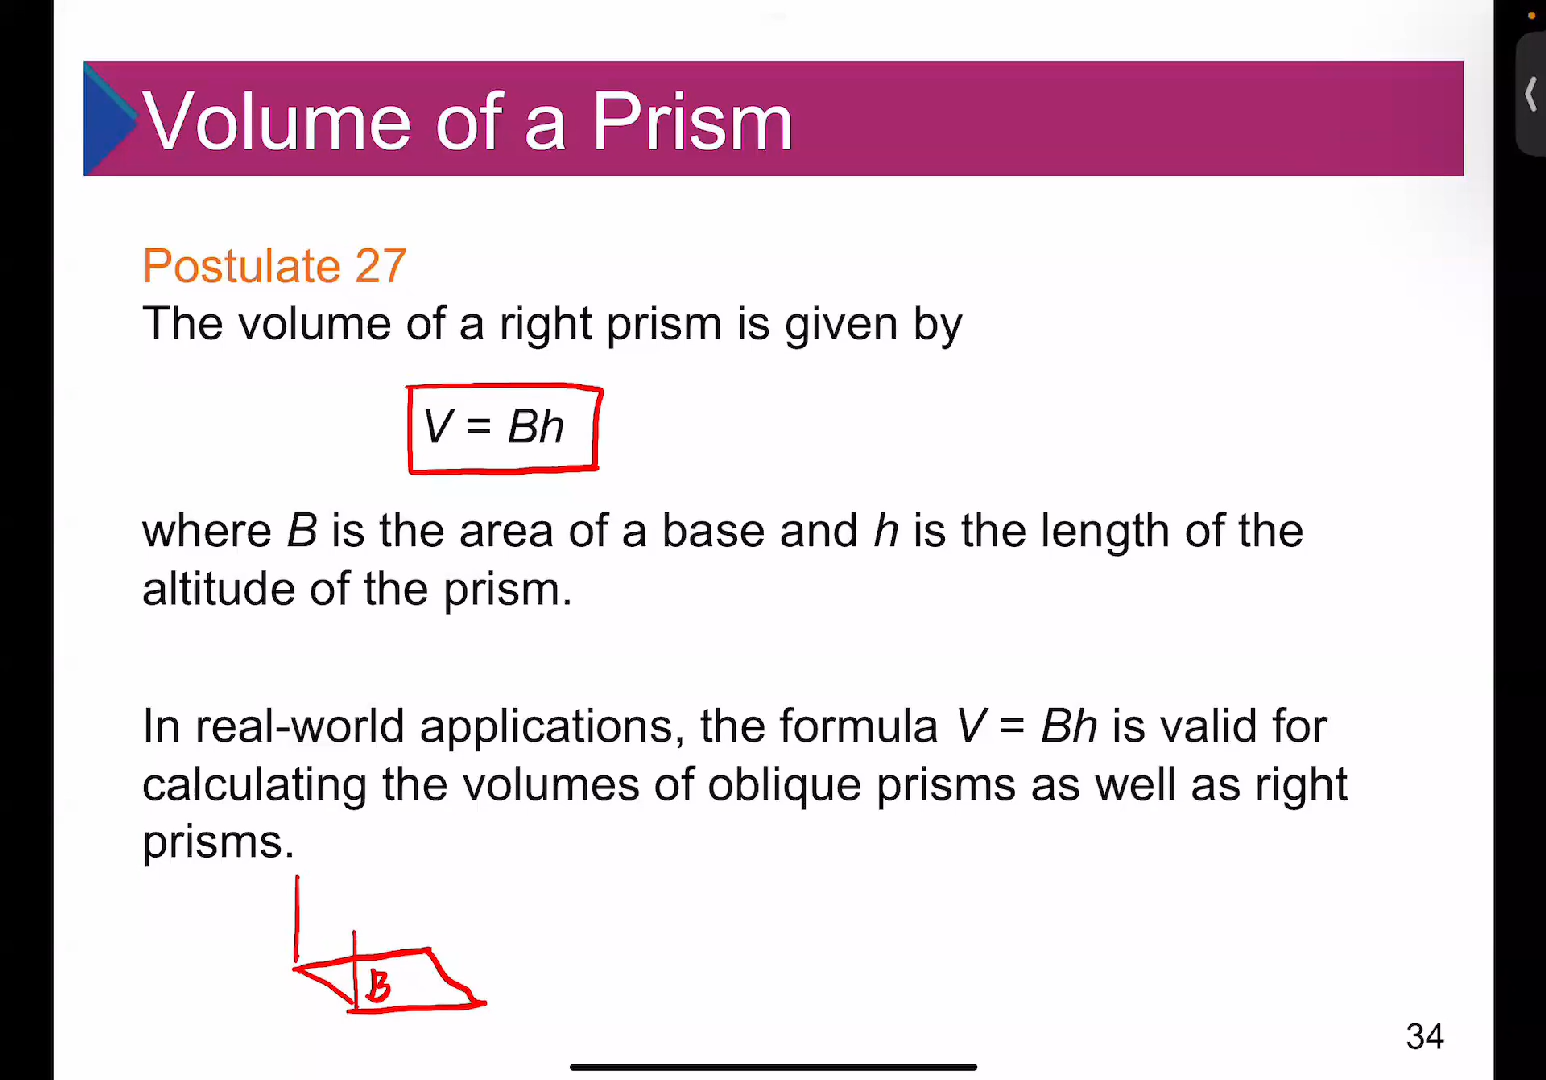 Volume of a Prism
Postulate 27
The volume of a right prism is given by
V = Bh
where B is the area of a base and h is the length of the
altitude of the prism.
In real-world applications, the formula V = Bh is valid for
calculating the volumes of oblique prisms as well as right
prisms.
B
34